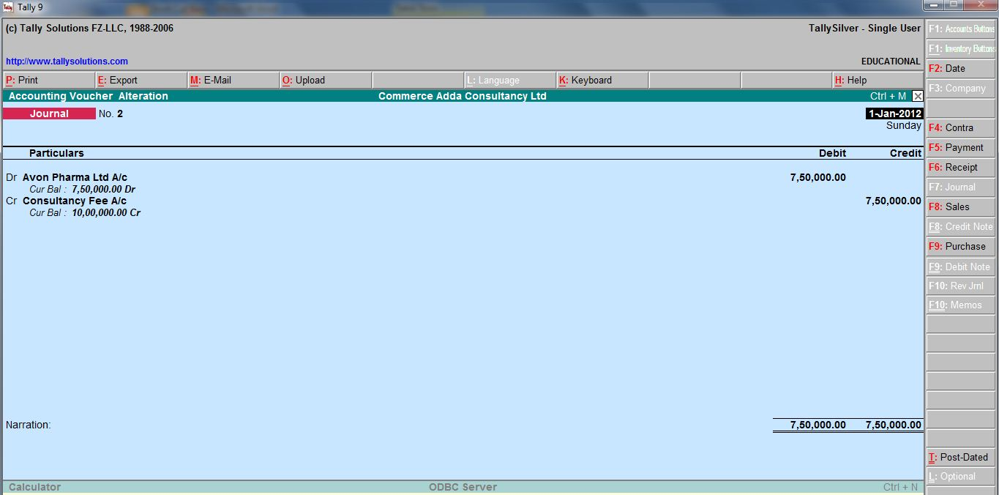 Tally 9
(c) Tally Solutions FZ-LLC, 1988-2006
TallySilver - Single User
http://www.tallysolutions.com
EDUCATIONAL
P: Print E: Export M: E-Mail O: Upload L: Language K: Keyboard H: Help
Accounting Voucher Alteration Commerce Adda Consultancy Ltd Ctrl + M
Journal No. 2 1-Jan-2012
Sunday
Particulars Debit Credit
Dr Avon Pharma Ltd A/c 7,50,000.00
Cur Bal : 7,50,000.00 Dr
Cr Consultancy Fee A/c 7,50,000.00
Cur Bal : 10,00,000.00 Cr
Narration: 7,50,000.00 7,50,000.00
Calculator ODBC Server Ctrl + N
F1: Accounts Buttons
F1: Inventory Buttons
F2: Date
F3: Company
F4: Contra
F5: Payment
F6: Receipt
F7: Journal
F8: Sales
F8: Credit Note
F9: Purchase
F9: Debit Note
F10: Rev Jrnl
F10: Memos
T: Post-Dated
L: Optional